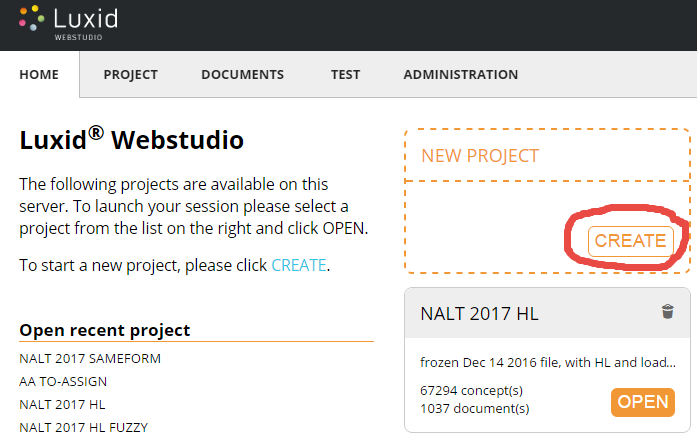 Luxid
WEBSTUDIO
HOME PROJECT DOCUMENTS TEST ADMINISTRATION
Luxid® Webstudio
The following projects are available on this
server. To launch your session please select a
project from the list on the right and click OPEN.
To start a new project, please click CREATE.
Open recent project
NALT 2017 SAMEFORM
AA TO-ASSIGN
NALT 2017 HL
NALT 2017 HL FUZZY
NEW PROJECT
CREATE
NALT 2017 HL
frozen Dec 14 2016 file, with HL and load...
67294 concept(s)
1037 document(s)
OPEN